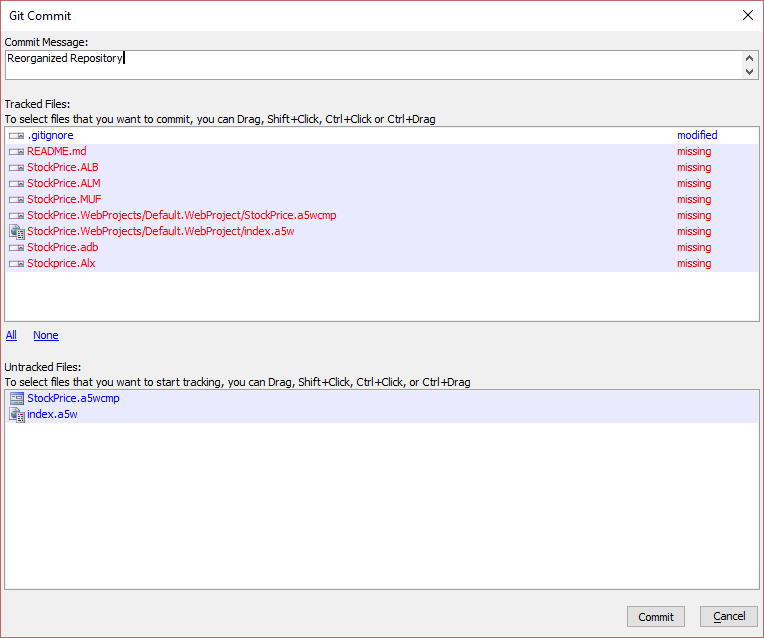 Git Commit
Commit Message:
Reorganized Repository
Tracked Files:
To select files that you want to commit, you can Drag, Shift+Click, Ctrl+Click or Ctrl+Drag
.gitignore modified
README.md missing
StockPrice.ALB missing
StockPrice.ALM missing
StockPrice.MUF missing
StockPrice.WebProjects/Default.WebProject/StockPrice.a5wcmp missing
StockPrice.WebProjects/Default.WebProject/index.a5w missing
StockPrice.adb missing
Stockprice.Alx missing
All None
Untracked Files:
To select files that you want to start tracking, you can Drag, Shift+Click, Ctrl+Click, or Ctrl+Drag
StockPrice.a5wcmp
index.a5w
Commit Cancel